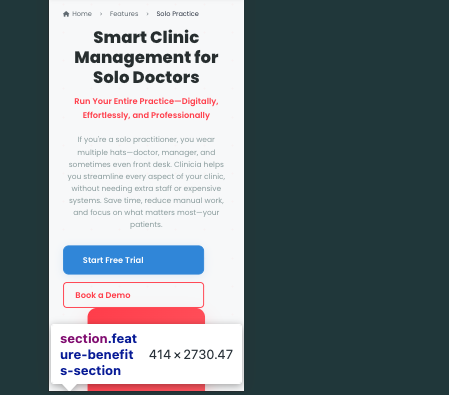 Home › Features › Solo Practice
Smart Clinic
Management for
Solo Doctors
Run Your Entire Practice—Digitally,
Effortlessly, and Professionally
If you're a solo practitioner, you wear
multiple hats—doctor, manager, and
sometimes even front desk. Clinicia helps
you streamline every aspect of your clinic,
without needing extra staff or expensive
systems. Save time, reduce manual work,
and focus on what matters most—your
patients.
Start Free Trial
Book a Demo
section.feat
ure-benefit
s-section
414 × 2730.47